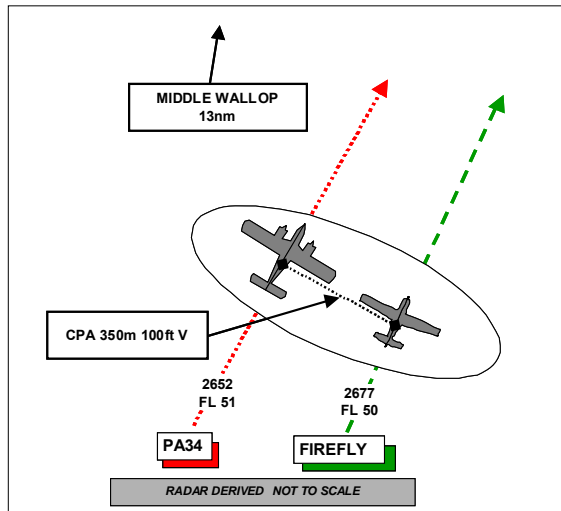 MIDDLE WALLOP
13nm
CPA 350m 100ft V
2652
FL 51
2677
FL 50
PA34
FIREFLY
RADAR DERIVED NOT TO SCALE